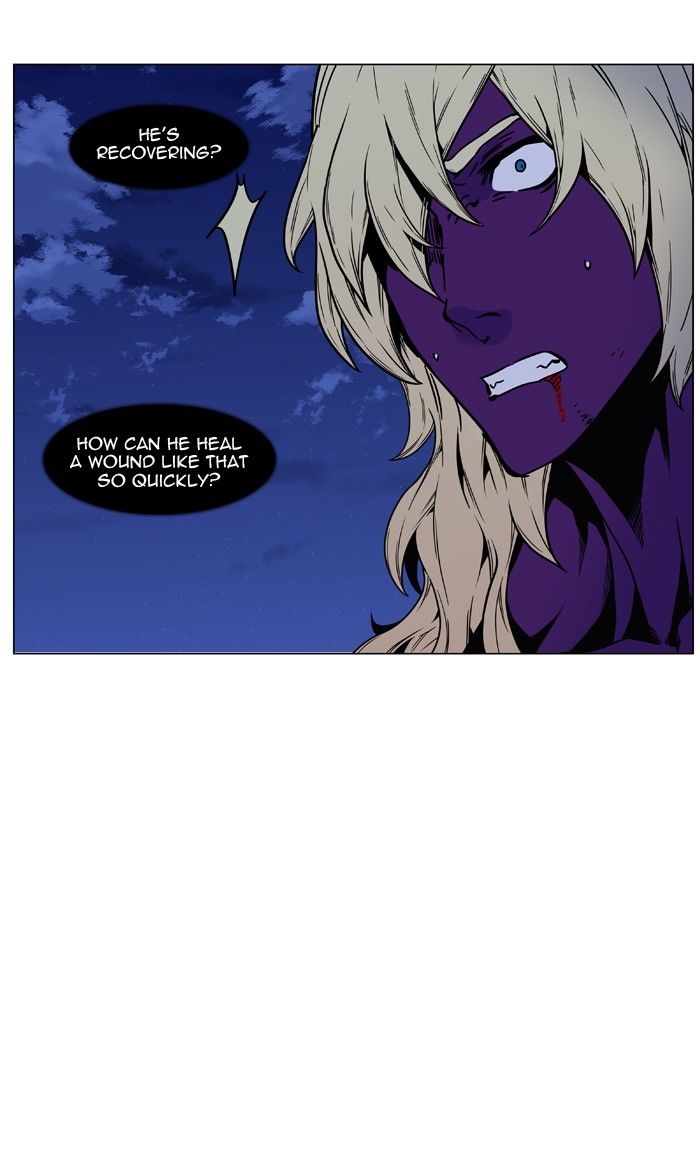 HE'S
RECOVERING?
HOW CAN HE HEAL
A WOUND LIKE THAT
SO QUICKLY?